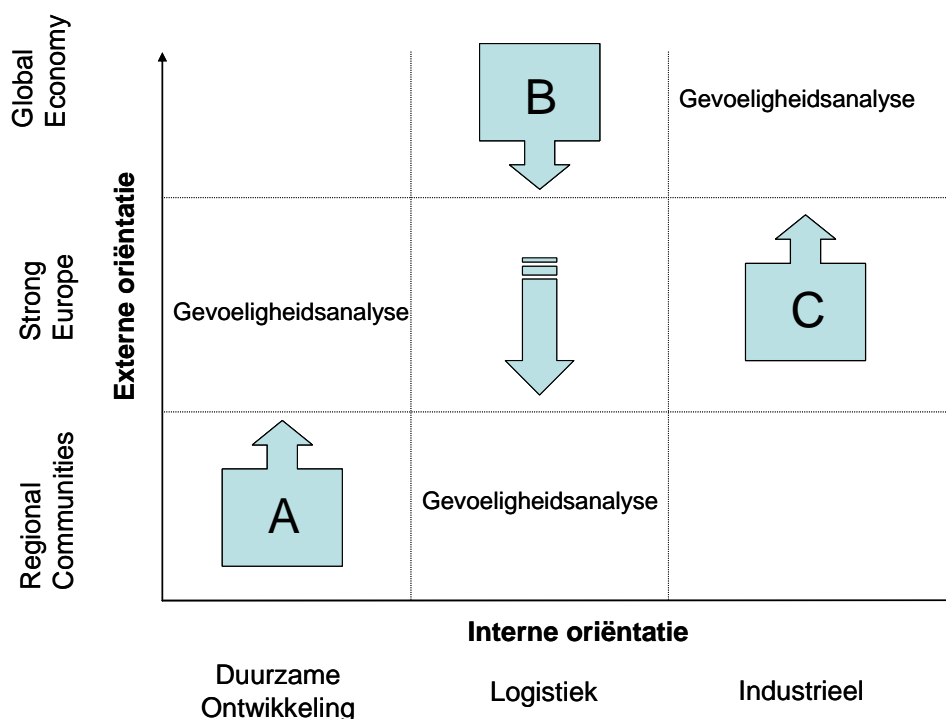 Global
Economy
B
Gevoeligheidsanalyse
Externe oriëntatie
Strong
Europe
Gevoeligheidsanalyse
C
Regional
Communities
A
Gevoeligheidsanalyse
Interne oriëntatie
Duurzame
Ontwikkeling
Logistiek
Industrieel